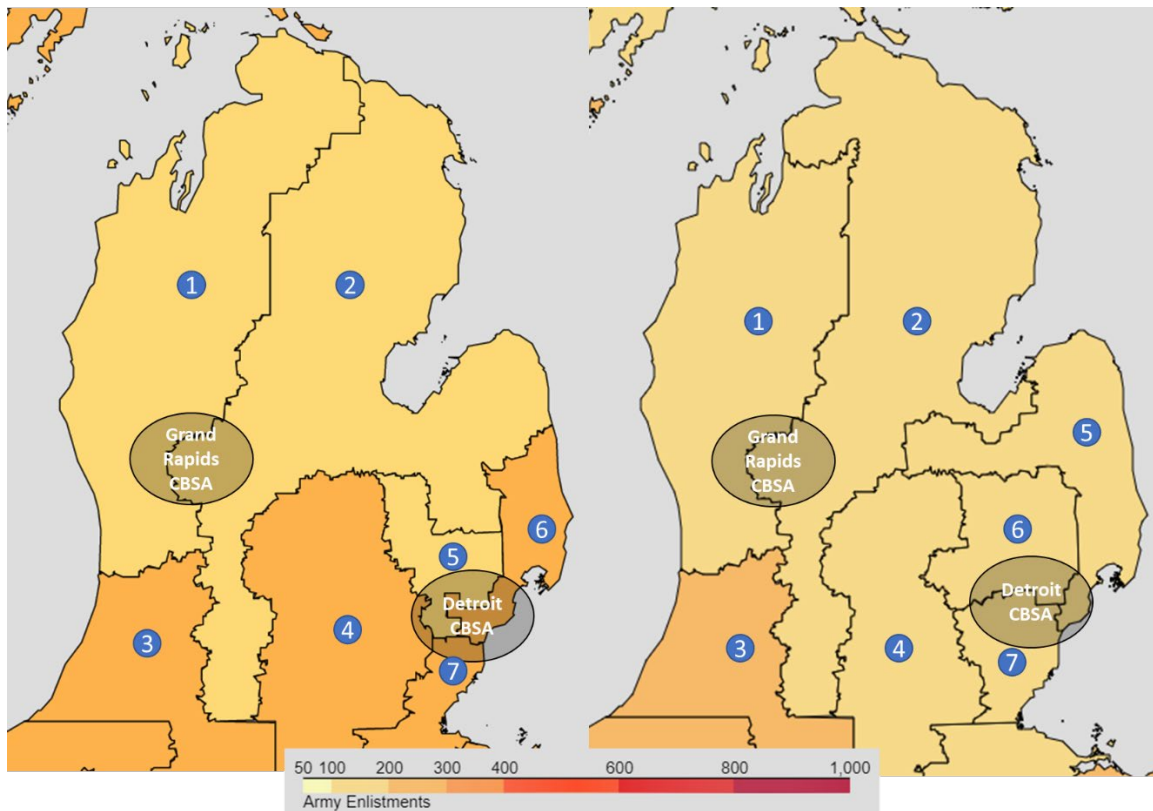 1
2
Grand
Rapids
CBSA
6
5
Detroit
CBSA
3
4
7
1
2
Grand
Rapids
CBSA
5
6
Detroit
CBSA
3
4
7
50 100 200 300 400 600 800 1,000
Army Enlistments